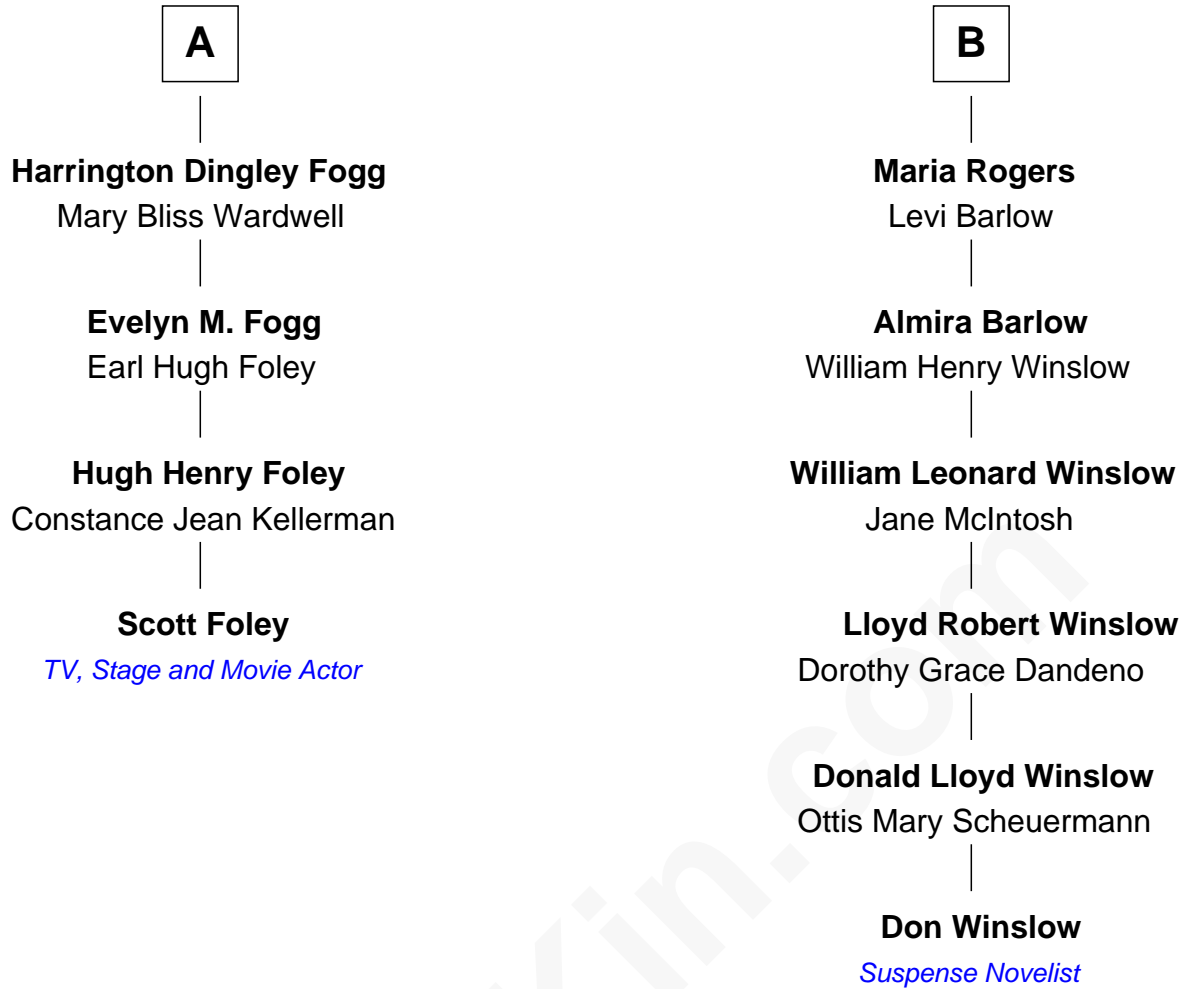 A
Harrington Dingley Fogg
Mary Bliss Wardwell
Evelyn M. Fogg
Earl Hugh Foley
Hugh Henry Foley
Constance Jean Kellerman
Scott Foley
TV, Stage and Movie Actor
B
Maria Rogers
Levi Barlow
Almira Barlow
William Henry Winslow
William Leonard Winslow
Jane McIntosh
Lloyd Robert Winslow
Dorothy Grace Dandeno
Donald Lloyd Winslow
Ottis Mary Scheuermann
Don Winslow
Suspense Novelist
Kin.com